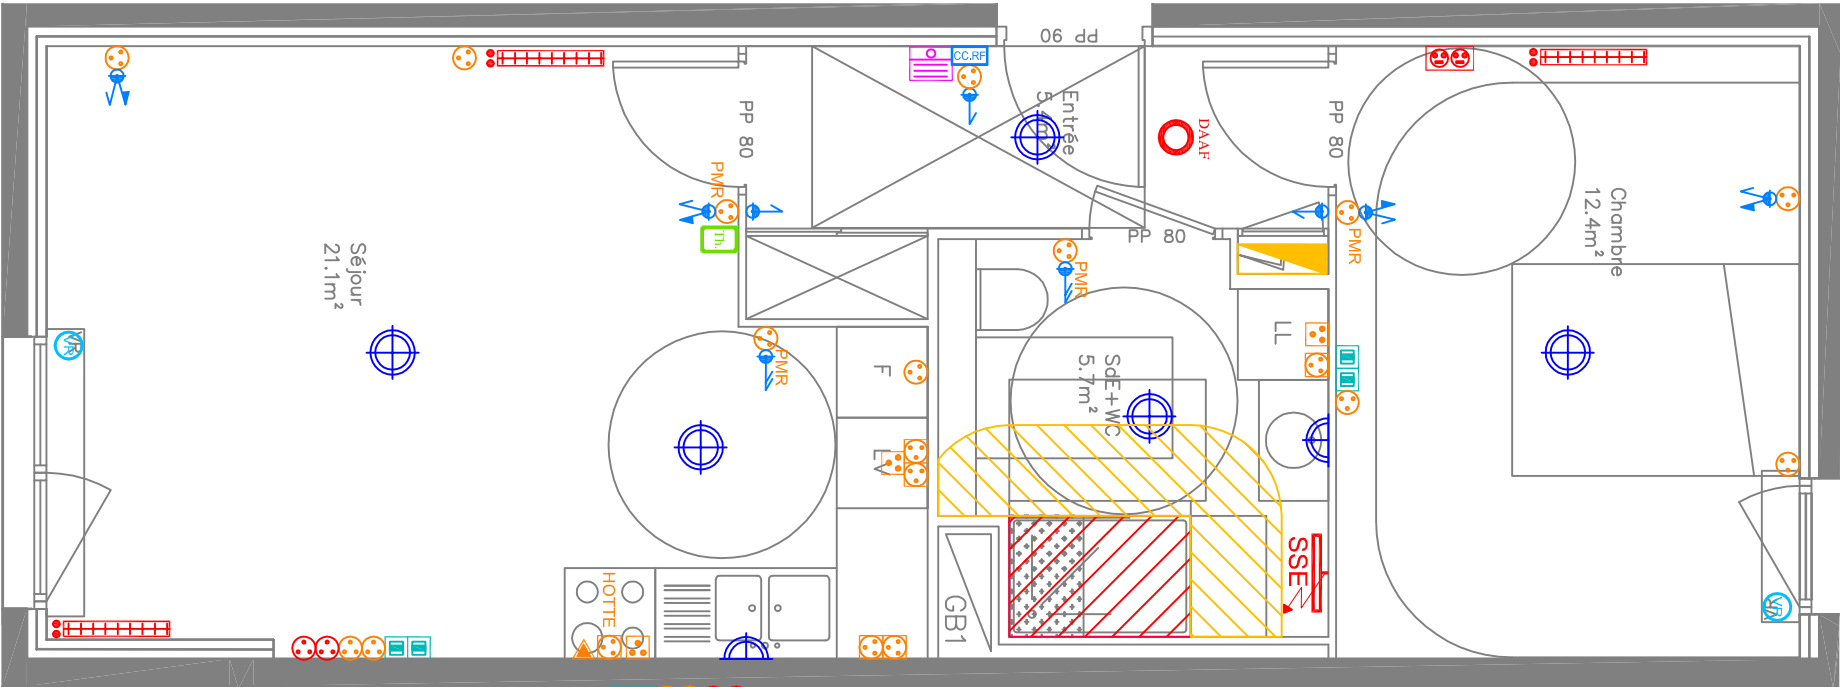 PP 90
CC.RF
Entrée
5.4m²
DAAF
PP 80
PP 80
PMR
Th.
Séjour
21.1m²
Chambre
12.4m²
PMR
PP 80
PMR
LL
VR
VR
PMR
F
SdE+WC
5.7m²
LV
HOTTE
GB1
SSE
VR